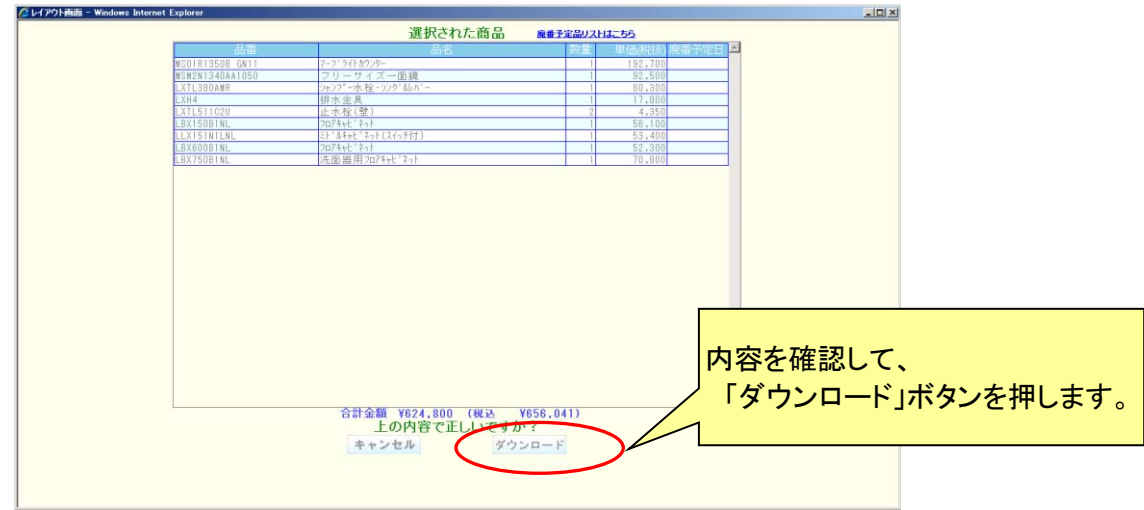 レイアウト画面 - Windows Internet Explorer
選択された商品 廃番予定品リストはこちら
品番 品名 数量 単価(税抜) 廃番予定日
MS01R1350B GN11 マーブライトカウンター 1 192,700
MSM2N1340AA1050 フリーサイズ一面鏡 1 92,500
LXTL380AMR シャンプー水栓・シングルレバー 1 80,300
LXH4 排水金具 1 17,900
LXTL511C2U 止水栓(壁) 2 4,350
LBX150B1NL フロアキャビネット 1 56,100
LLX151N1LNL ミドルキャビネット(スイッチ付) 1 53,400
LBX600B1NL フロアキャビネット 1 52,300
LBX750B1NL 洗面器用フロアキャビネット 1 70,900
合計金額 ¥624,800 (税込 ¥656,041)
上の内容で正しいですか?
キャンセル ダウンロード
内容を確認して、
「ダウンロード」ボタンを押します。